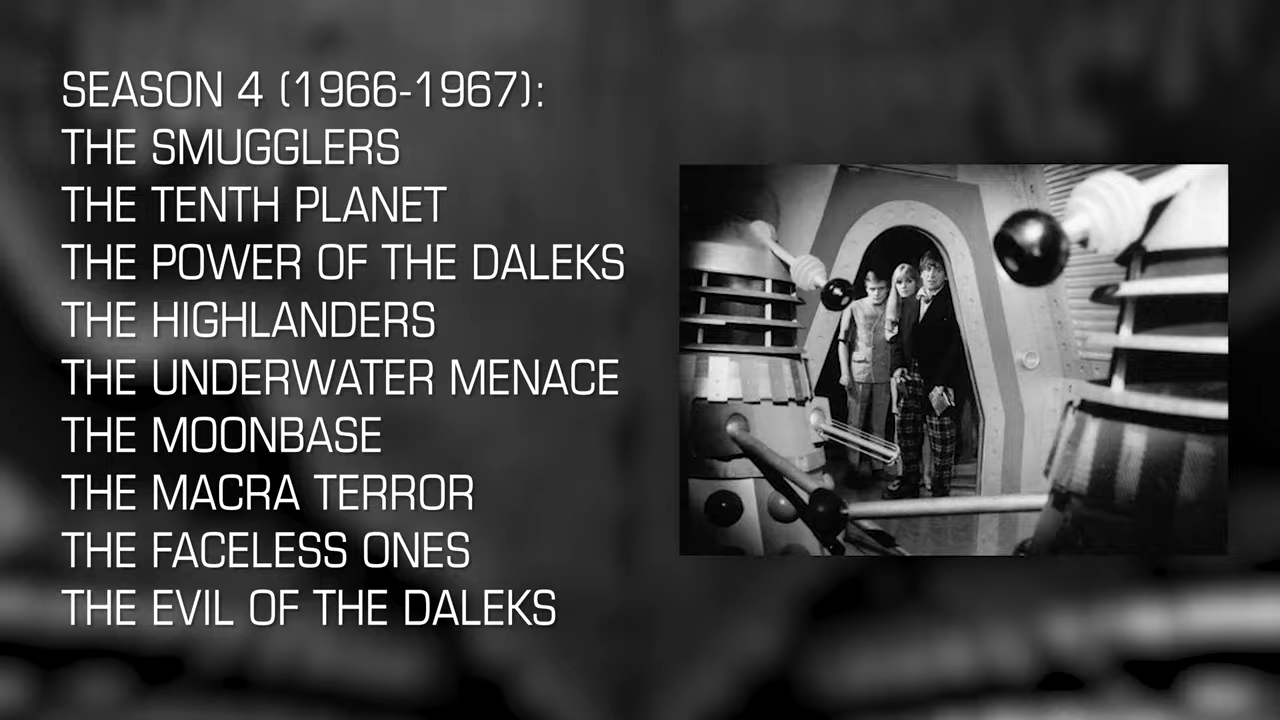 SEASON 4 (1966-1967):
THE SMUGGLERS
THE TENTH PLANET
THE POWER OF THE DALEKS
THE HIGHLANDERS
THE UNDERWATER MENACE
THE MOONBASE
THE MACRA TERROR
THE FACELESS ONES
THE EVIL OF THE DALEKS